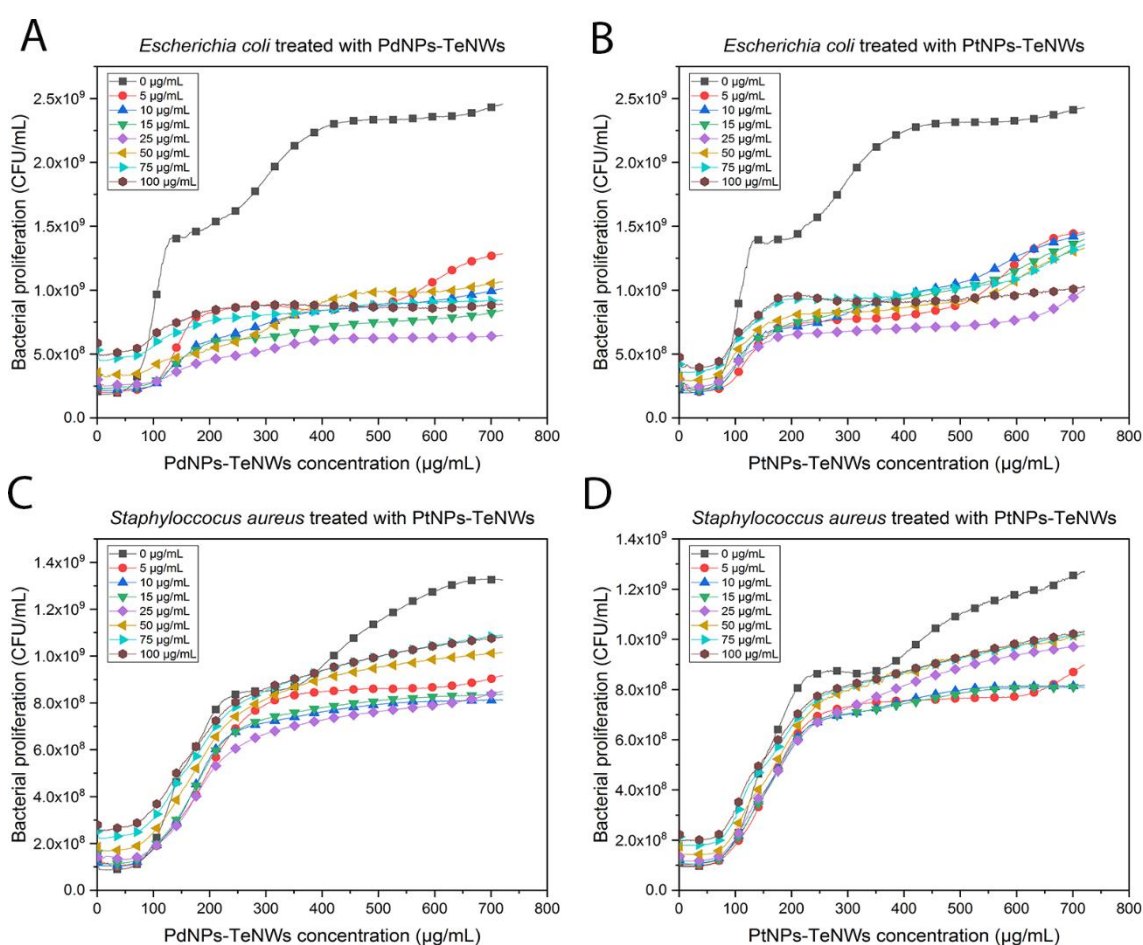 A
Escherichia coli treated with PdNPs-TeNWs
0 µg/mL
5 µg/mL
10 µg/mL
15 µg/mL
25 µg/mL
50 µg/mL
75 µg/mL
100 µg/mL
Bacterial proliferation (CFU/mL)
2.5x10⁹
2.0x10⁹
1.5x10⁹
1.0x10⁹
5.0x10⁸
0.0
0 100 200 300 400 500 600 700 800
PdNPs-TeNWs concentration (µg/mL)
B
Escherichia coli treated with PtNPs-TeNWs
0 µg/mL
5 µg/mL
10 µg/mL
15 µg/mL
25 µg/mL
50 µg/mL
75 µg/mL
100 µg/mL
Bacterial proliferation (CFU/mL)
2.5x10⁹
2.0x10⁹
1.5x10⁹
1.0x10⁹
5.0x10⁸
0.0
0 100 200 300 400 500 600 700 800
PtNPs-TeNWs concentration (µg/mL)
C
Staphyloccocus aureus treated with PtNPs-TeNWs
0 µg/mL
5 µg/mL
10 µg/mL
15 µg/mL
25 µg/mL
50 µg/mL
75 µg/mL
100 µg/mL
Bacterial proliferation (CFU/mL)
1.4x10⁹
1.2x10⁹
1.0x10⁹
8.0x10⁸
6.0x10⁸
4.0x10⁸
2.0x10⁸
0.0
0 100 200 300 400 500 600 700 800
PdNPs-TeNWs concentration (µg/mL)
D
Staphylococcus aureus treated with PtNPs-TeNWs
0 µg/mL
5 µg/mL
10 µg/mL
15 µg/mL
25 µg/mL
50 µg/mL
75 µg/mL
100 µg/mL
Bacterial proliferation (CFU/mL)
1.4x10⁹
1.2x10⁹
1.0x10⁹
8.0x10⁸
6.0x10⁸
4.0x10⁸
2.0x10⁸
0.0
0 100 200 300 400 500 600 700 800
PtNPs-TeNWs concentration (µg/mL)